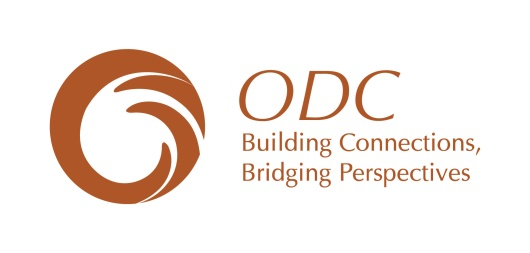 ODC
Building Connections,
Bridging Perspectives